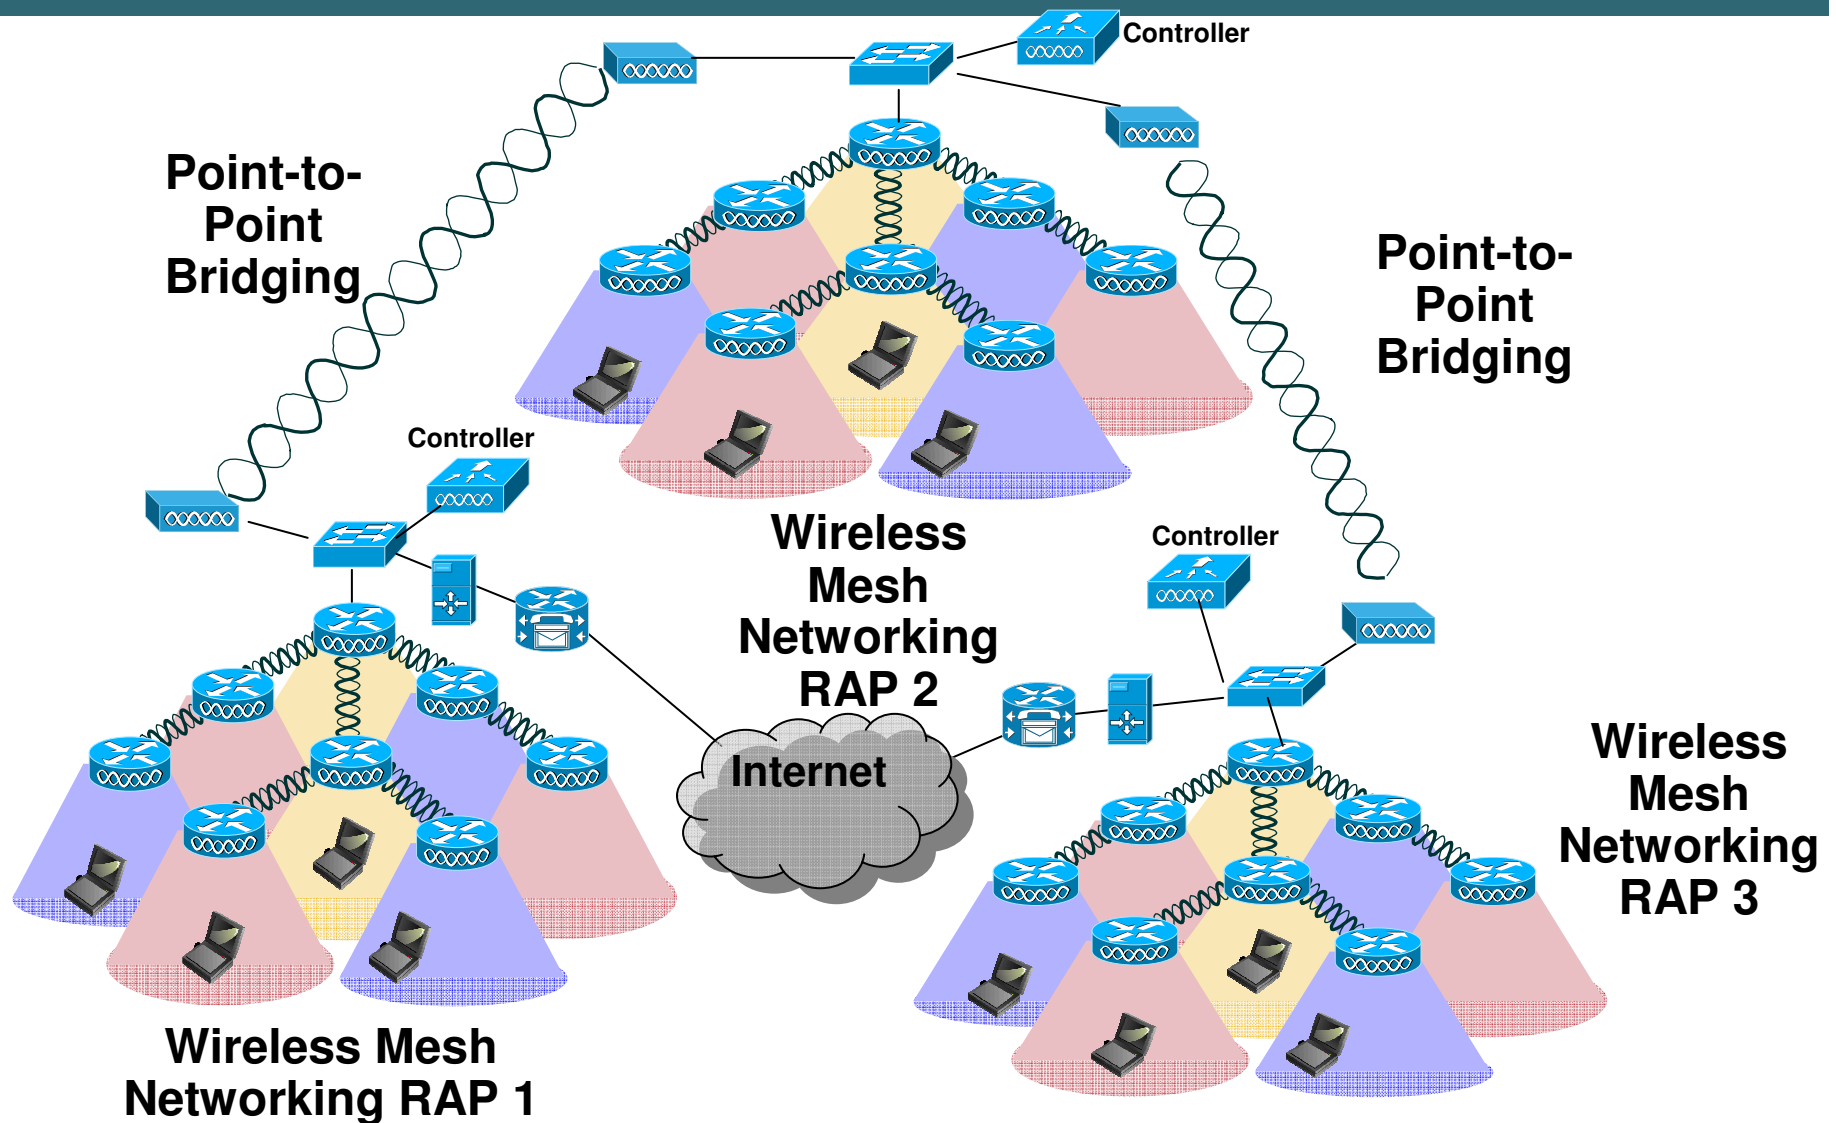 Controller
Point-to-
Point
Bridging
Point-to-
Point
Bridging
Controller
Wireless
Mesh
Networking
RAP 2
Controller
Internet
Wireless
Mesh
Networking
RAP 3
Wireless Mesh
Networking RAP 1